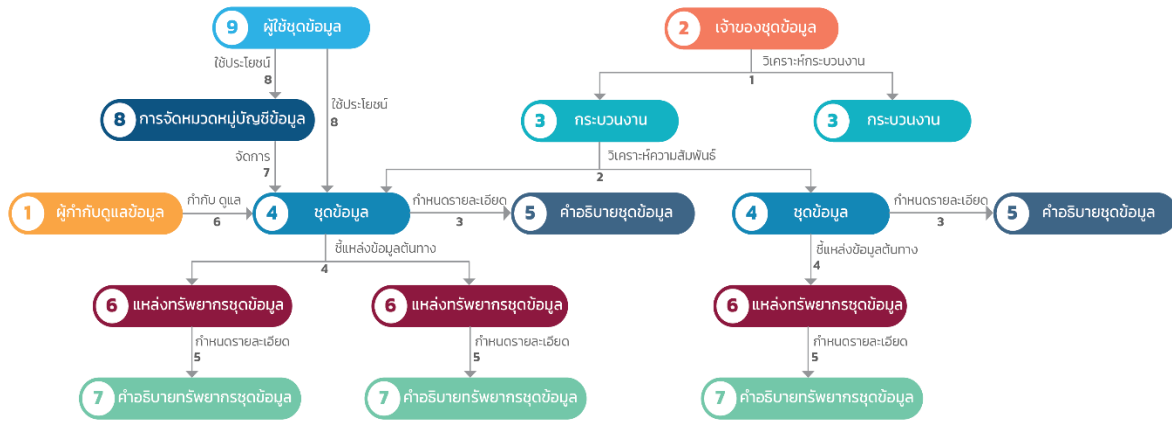 9 ผู้ใช้ชุดข้อมูล
2 เจ้าของชุดข้อมูล
ใช้ประโยชน์
8
วิเคราะห์กระบวนงาน
1
ใช้ประโยชน์
8
8 การจัดหมวดหมู่บัญชีข้อมูล
3 กระบวนงาน
3 กระบวนงาน
จัดการ
7
วิเคราะห์ความสัมพันธ์
2
1 ผู้กำกับดูแลข้อมูล
กำกับ ดูแล
6
4 ชุดข้อมูล
กำหนดรายละเอียด
3
5 คำอธิบายชุดข้อมูล
4 ชุดข้อมูล
กำหนดรายละเอียด
3
5 คำอธิบายชุดข้อมูล
ชี้แหล่งข้อมูลต้นทาง
4
ชี้แหล่งข้อมูลต้นทาง
4
6 แหล่งทรัพยากรชุดข้อมูล
6 แหล่งทรัพยากรชุดข้อมูล
6 แหล่งทรัพยากรชุดข้อมูล
กำหนดรายละเอียด
5
กำหนดรายละเอียด
5
กำหนดรายละเอียด
5
7 คำอธิบายทรัพยากรชุดข้อมูล
7 คำอธิบายทรัพยากรชุดข้อมูล
7 คำอธิบายทรัพยากรชุดข้อมูล